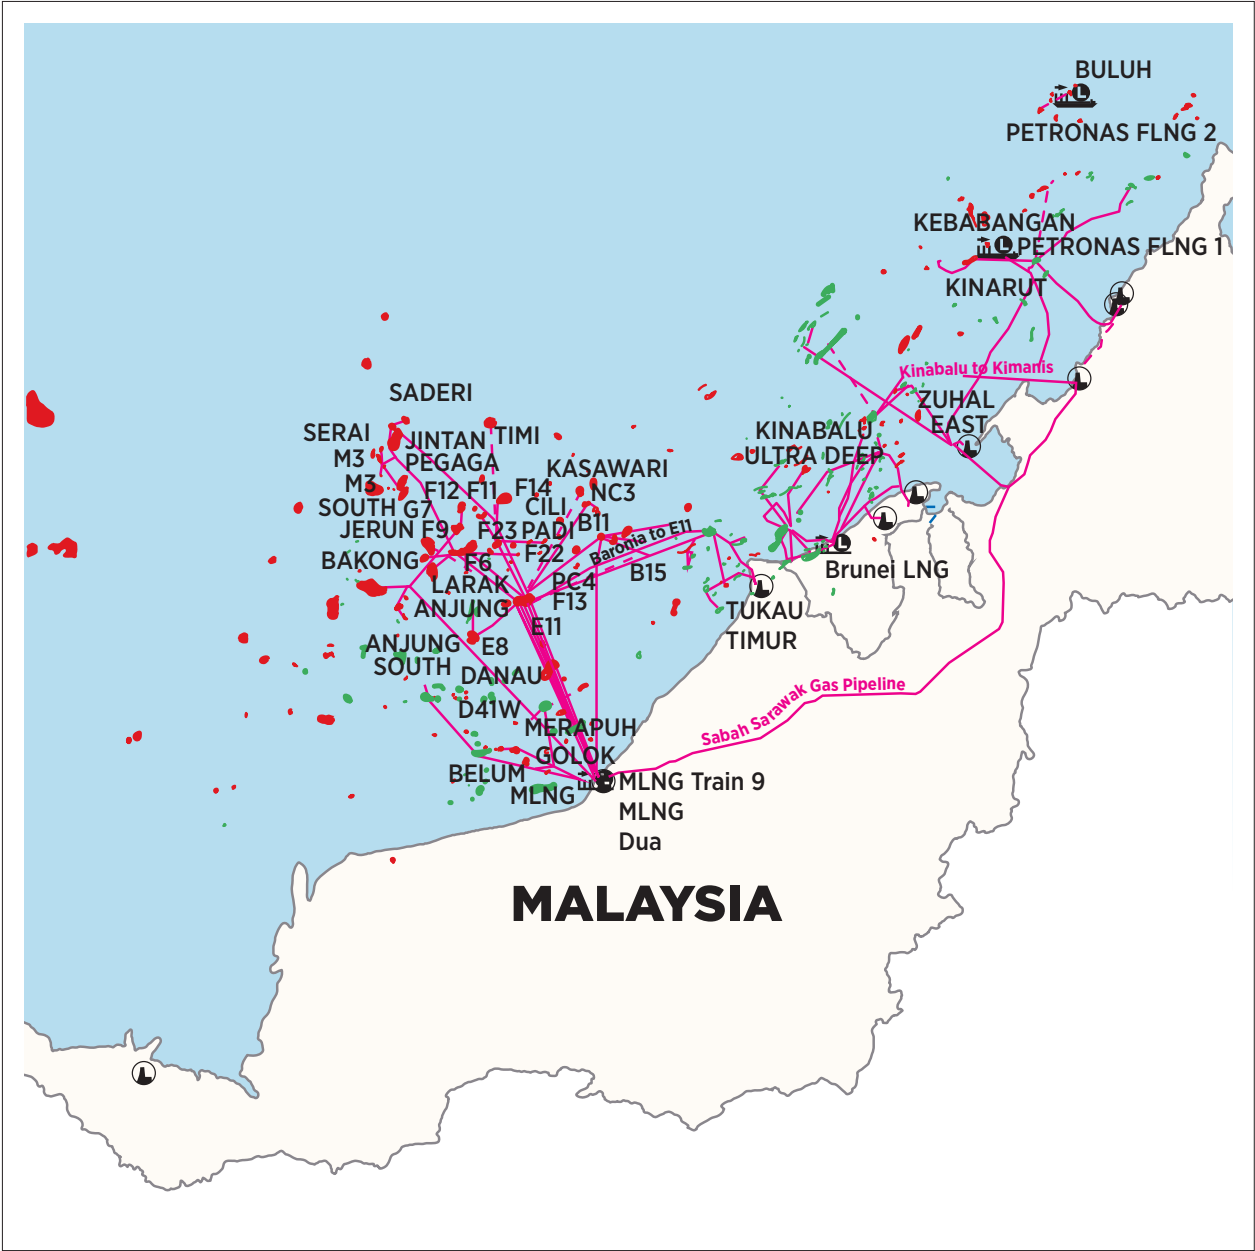 BULUH
PETRONAS FLNG 2
KEBABANGAN
PETRONAS FLNG 1
KINARUT
Kinabalu to Kimanis
ZUHAL
EAST
KINABALU
ULTRA DEEP
SADERI
SERAI
JINTAN
TIMI
M3
PEGAGA
KASAWARI
M3
F12
F11
F14
NC3
SOUTH G7
CILI
JERUN
F9
F23
PADI
B11
Baronia to E11
BAKONG
F6
F22
B15
Brunei LNG
LARAK
PC4
ANJUNG
F13
TUKAU
TIMUR
E11
ANJUNG
SOUTH
E8
DANAU
D41W
Sabah Sarawak Gas Pipeline
MERAPUH
GOLOK
BELUM
MLNG
MLNG Train 9
MLNG
Dua
MALAYSIA
L
L
L